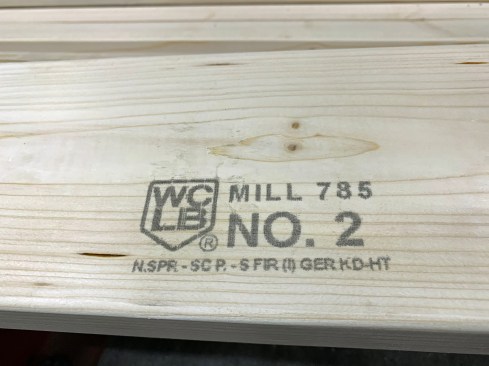 WC
LB ®
MILL 785
NO. 2
N.SPR - SC P. - S FIR (I) GER KD-HT